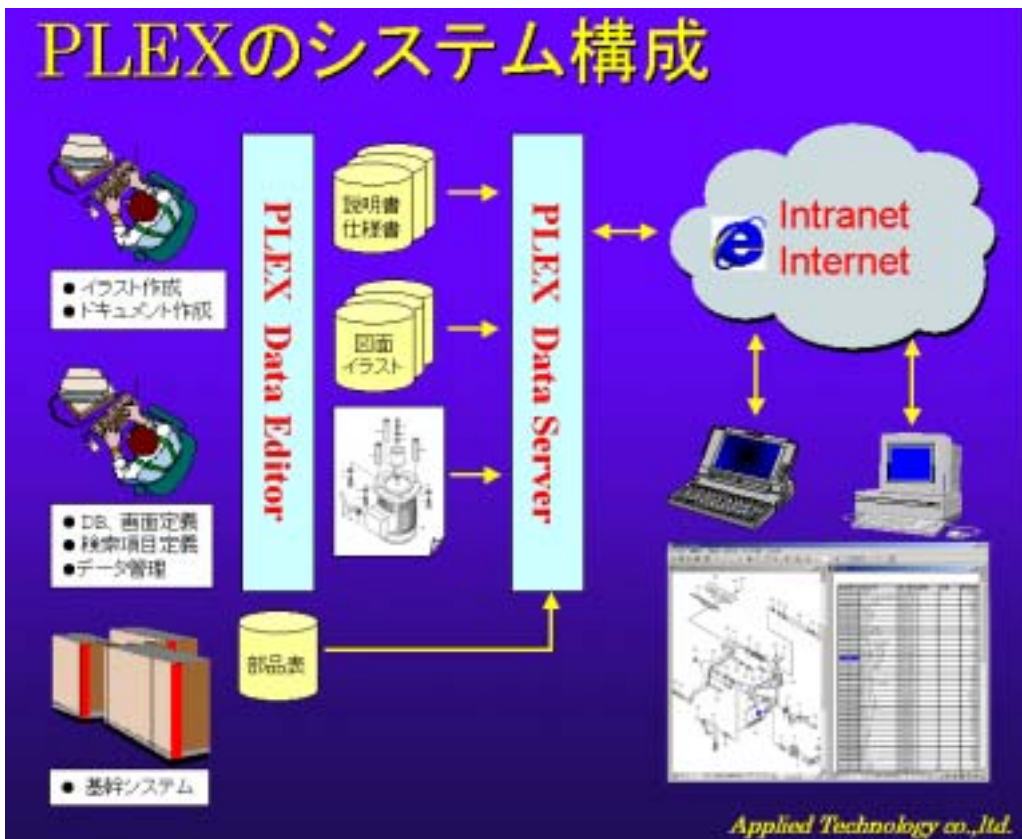 PLEXのシステム構成
● イラスト作成
● ドキュメント作成
● DB、画面定義
● 検索項目定義
● データ管理
● 基幹システム
PLEX Data Editor
説明書
仕様書
図面
イラスト
部品表
PLEX Data Server
Intranet
Internet
Applied Technology co.,ltd.